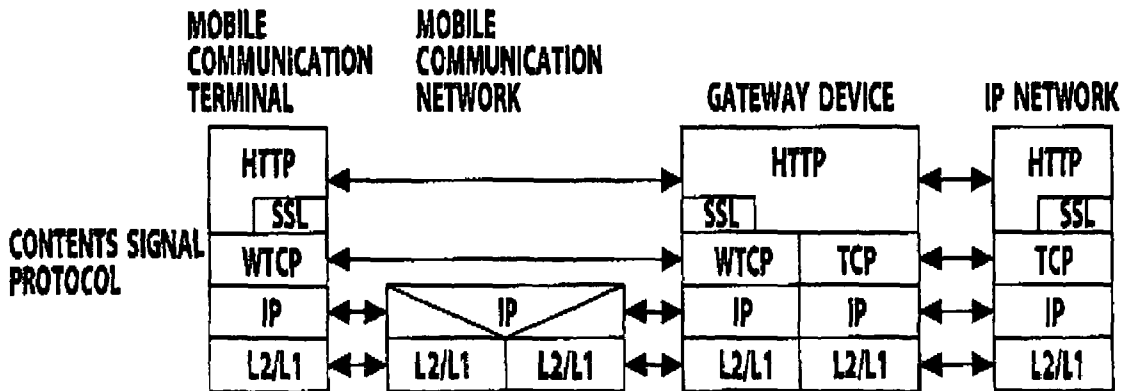 MOBILE
COMMUNICATION
TERMINAL
MOBILE
COMMUNICATION
NETWORK
GATEWAY DEVICE
IP NETWORK
HTTP
HTTP
HTTP
SSL
SSL
SSL
CONTENTS SIGNAL
PROTOCOL
WTCP
WTCP
TCP
TCP
IP
IP
IP
IP
IP
L2/L1
L2/L1
L2/L1
L2/L1
L2/L1
L2/L1